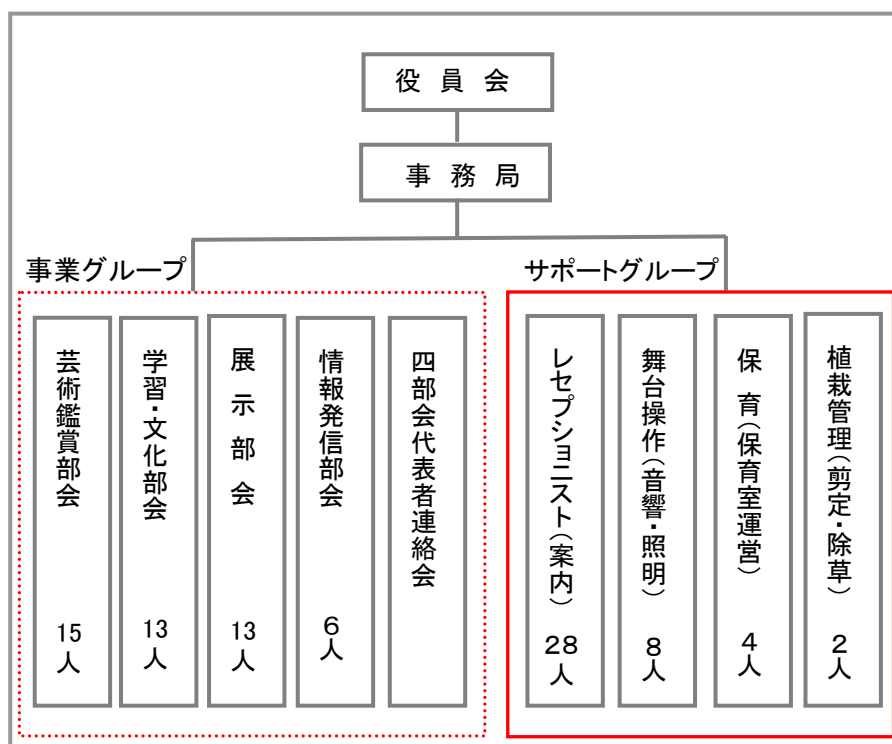 役 員 会
事 務 局
事業グループ
サポートグループ
芸術鑑賞部会 15人
学習・文化部会 13人
展示部会 13人
情報発信部会 6人
四部会代表者連絡会
レセプショニスト(案内) 28人
舞台操作(音響・照明) 8人
保育(保育室運営) 4人
植栽管理(剪定・除草) 2人